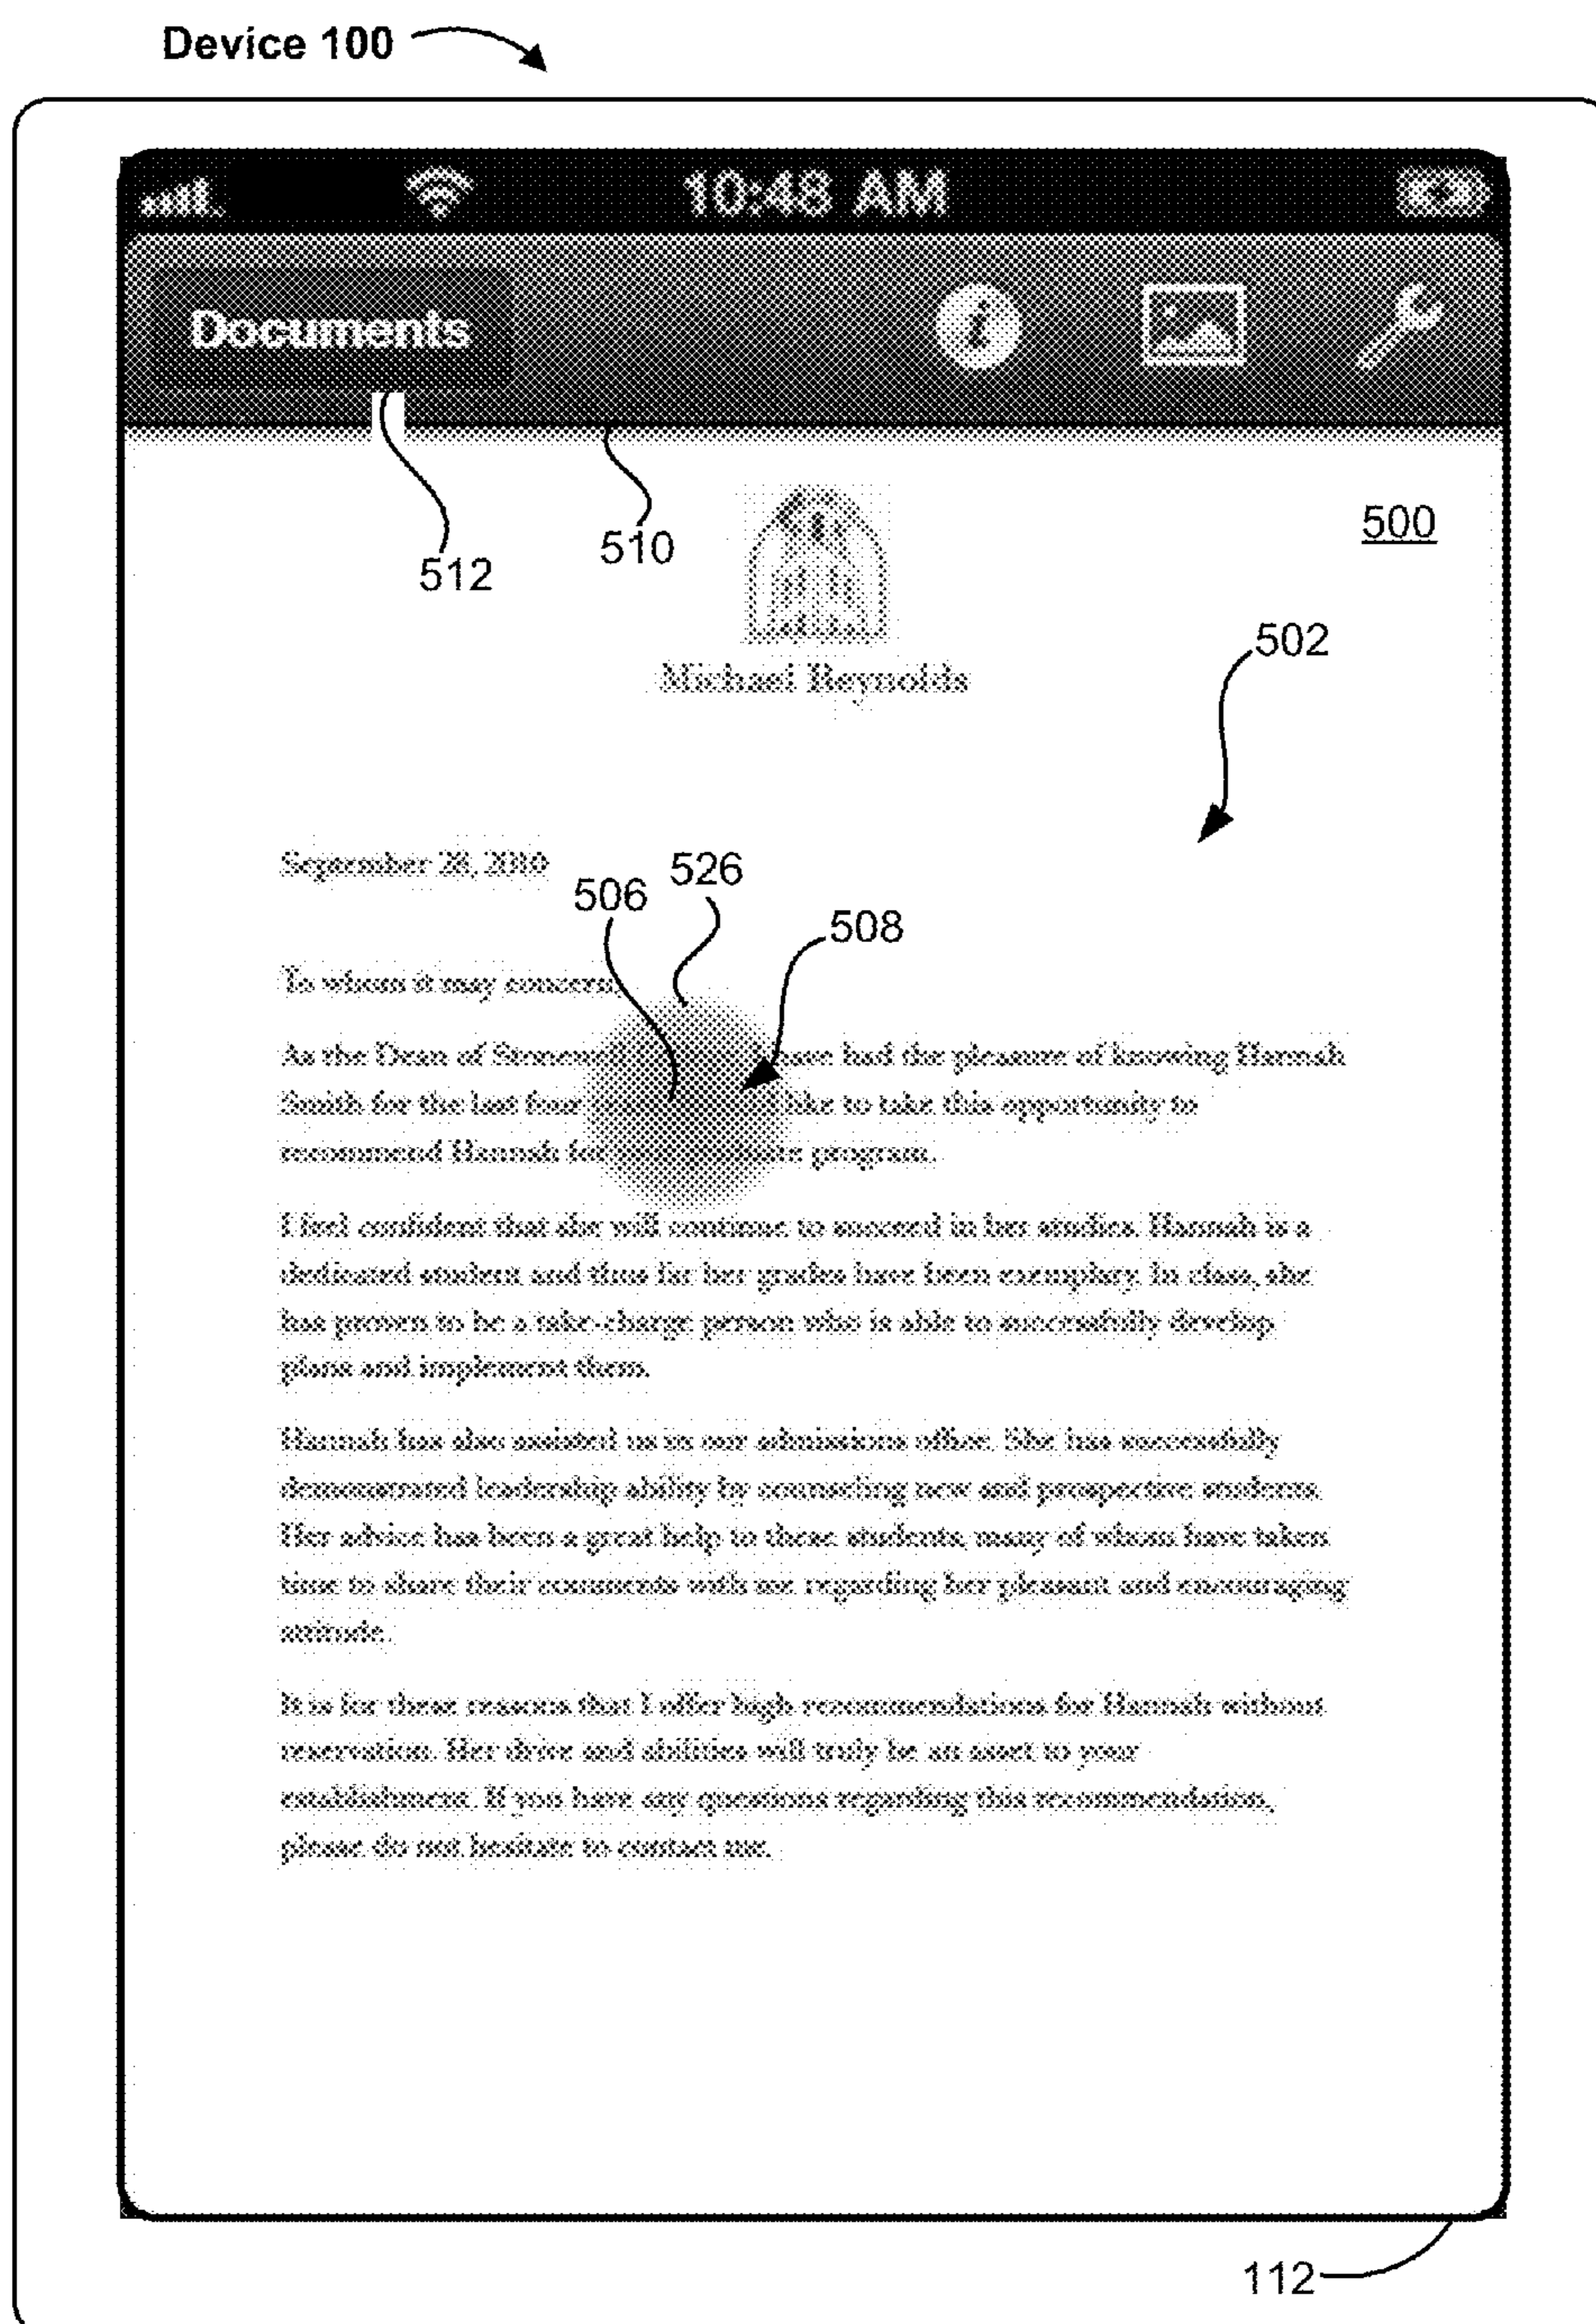 Device 100
10:48 AM
Documents
i
512
510
500
502
Michael Reynolds
September 28, 2010
506
526
508
To whom it may concern,
As the Dean of have had the pleasure of knowing Hannah
Smith for the last four like to take this opportunity to
recommend Hannah for program.
I feel confident that she will continue to succeed in her studies. Hannah is a
dedicated student and thus far her grades have been exemplary. In class, she
has proven to be a take-charge person who is able to successfully develop
plans and implement them.
Hannah has also assisted us in our admissions office. She has successfully
demonstrated leadership ability by counseling new and prospective students.
Her advice has been a great help to these students, many of whom have taken
time to share their comments with me regarding her pleasant and encouraging
attitude.
It is for these reasons that I offer high recommendations for Hannah without
reservation. Her drive and abilities will truly be an asset to your
establishment. If you have any questions regarding this recommendation,
please do not hesitate to contact me.
112